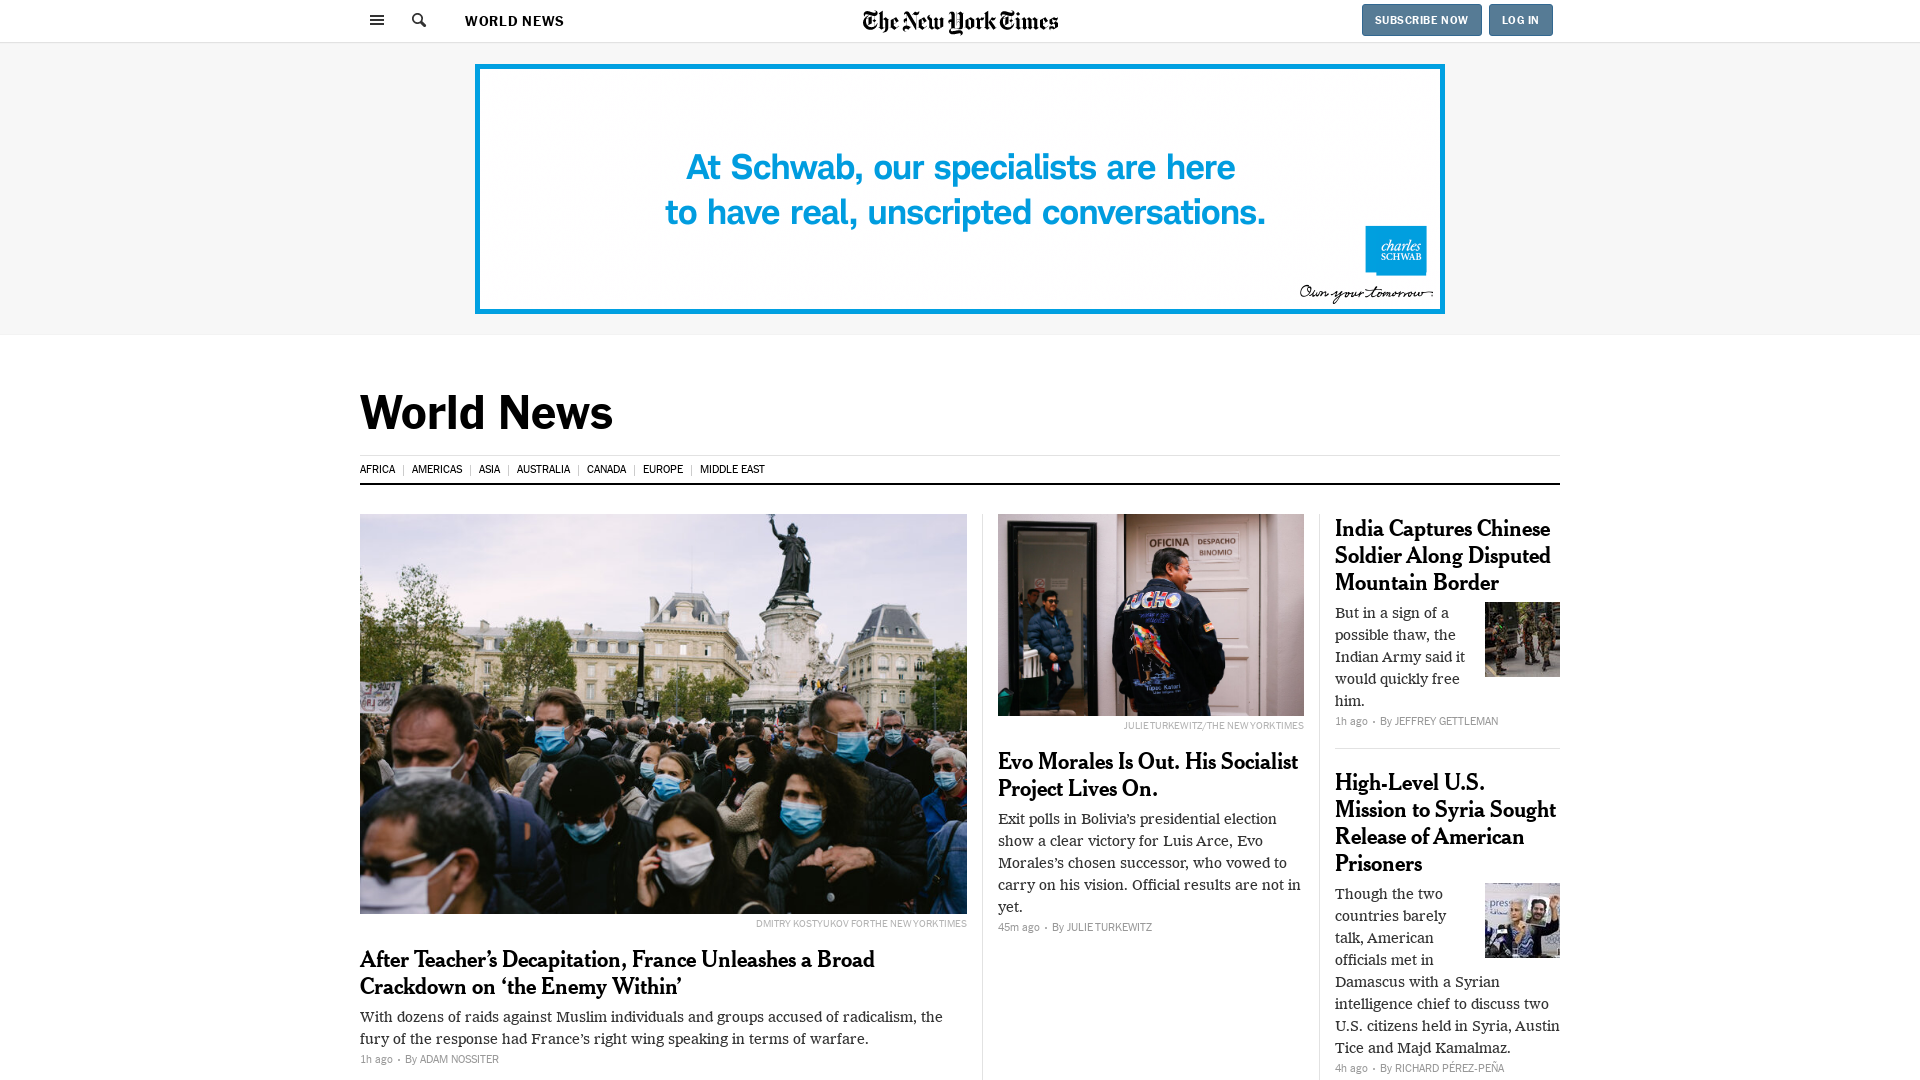 WORLD NEWS
The New York Times
SUBSCRIBE NOW
LOG IN
At Schwab, our specialists are here
to have real, unscripted conversations.
charles
SCHWAB
Own your tomorrow.
World News
AFRICA
AMERICAS
ASIA
AUSTRALIA
CANADA
EUROPE
MIDDLE EAST
DMITRY KOSTYUKOV FOR THE NEW YORK TIMES
After Teacher’s Decapitation, France Unleashes a Broad
Crackdown on ‘the Enemy Within’
With dozens of raids against Muslim individuals and groups accused of radicalism, the
fury of the response had France’s right wing speaking in terms of warfare.
1h ago • By ADAM NOSSITER
OFICINA
DESPACHO
BINOMIO
LUCHO
JULIE TURKEWITZ/THE NEW YORK TIMES
Evo Morales Is Out. His Socialist
Project Lives On.
Exit polls in Bolivia’s presidential election
show a clear victory for Luis Arce, Evo
Morales’s chosen successor, who vowed to
carry on his vision. Official results are not in
yet.
45m ago • By JULIE TURKEWITZ
India Captures Chinese
Soldier Along Disputed
Mountain Border
But in a sign of a
possible thaw, the
Indian Army said it
would quickly free
him.
1h ago • By JEFFREY GETTLEMAN
High-Level U.S.
Mission to Syria Sought
Release of American
Prisoners
Though the two
countries barely
talk, American
officials met in
Damascus with a Syrian
intelligence chief to discuss two
U.S. citizens held in Syria, Austin
Tice and Majd Kamalmaz.
4h ago • By RICHARD PÉREZ-PEÑA